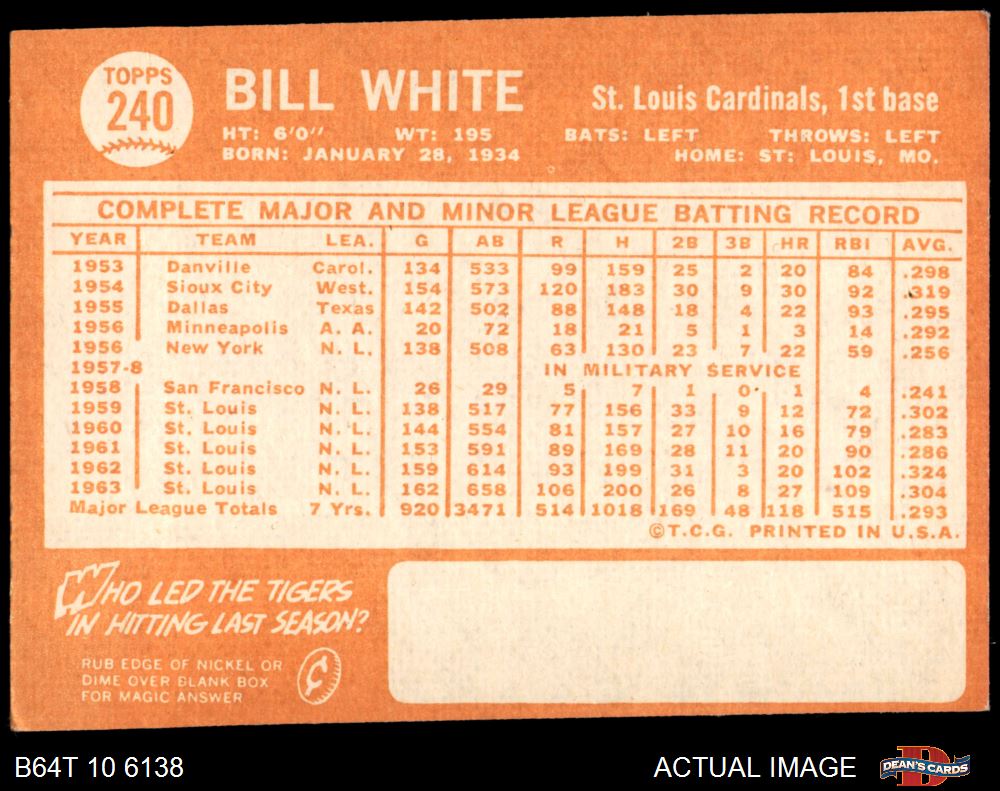 TOPPS
240
BILL WHITE
St. Louis Cardinals, 1st base
HT: 6'0" WT: 195 BATS: LEFT THROWS: LEFT
BORN: JANUARY 28, 1934 HOME: ST: LOUIS, MO.
COMPLETE MAJOR AND MINOR LEAGUE BATTING RECORD
YEAR TEAM LEA. G AB R H 2B 3B HR RBI AVG.
1953 Danville Carol. 134 533 99 159 25 2 20 84 .298
1954 Sioux City West. 154 573 120 183 30 9 30 92 .319
1955 Dallas Texas 142 502 88 148 18 4 22 93 .295
1956 Minneapolis A. A. 20 72 18 21 5 1 3 14 .292
1956 New York N. L. 138 508 63 130 23 7 22 59 .256
1957-8 IN MILITARY SERVICE
1958 San Francisco N. L. 26 29 5 7 1 0 1 4 .241
1959 St. Louis N. L. 138 517 77 156 33 9 12 72 .302
1960 St. Louis N. L. 144 554 81 157 27 10 16 79 .283
1961 St. Louis N. L. 153 591 89 169 28 11 20 90 .286
1962 St. Louis N. L. 159 614 93 199 31 3 20 102 .324
1963 St. Louis N. L. 162 658 106 200 26 8 27 109 .304
Major League Totals 7 Yrs. 920 3471 514 1018 169 48 118 515 .293
©T.C.G. PRINTED IN U.S.A.
WHO LED THE TIGERS
IN HITTING LAST SEASON?
RUB EDGE OF NICKEL OR
DIME OVER BLANK BOX
FOR MAGIC ANSWER
¢
B64T 10 6138
ACTUAL IMAGE
D
DEAN'S CARDS